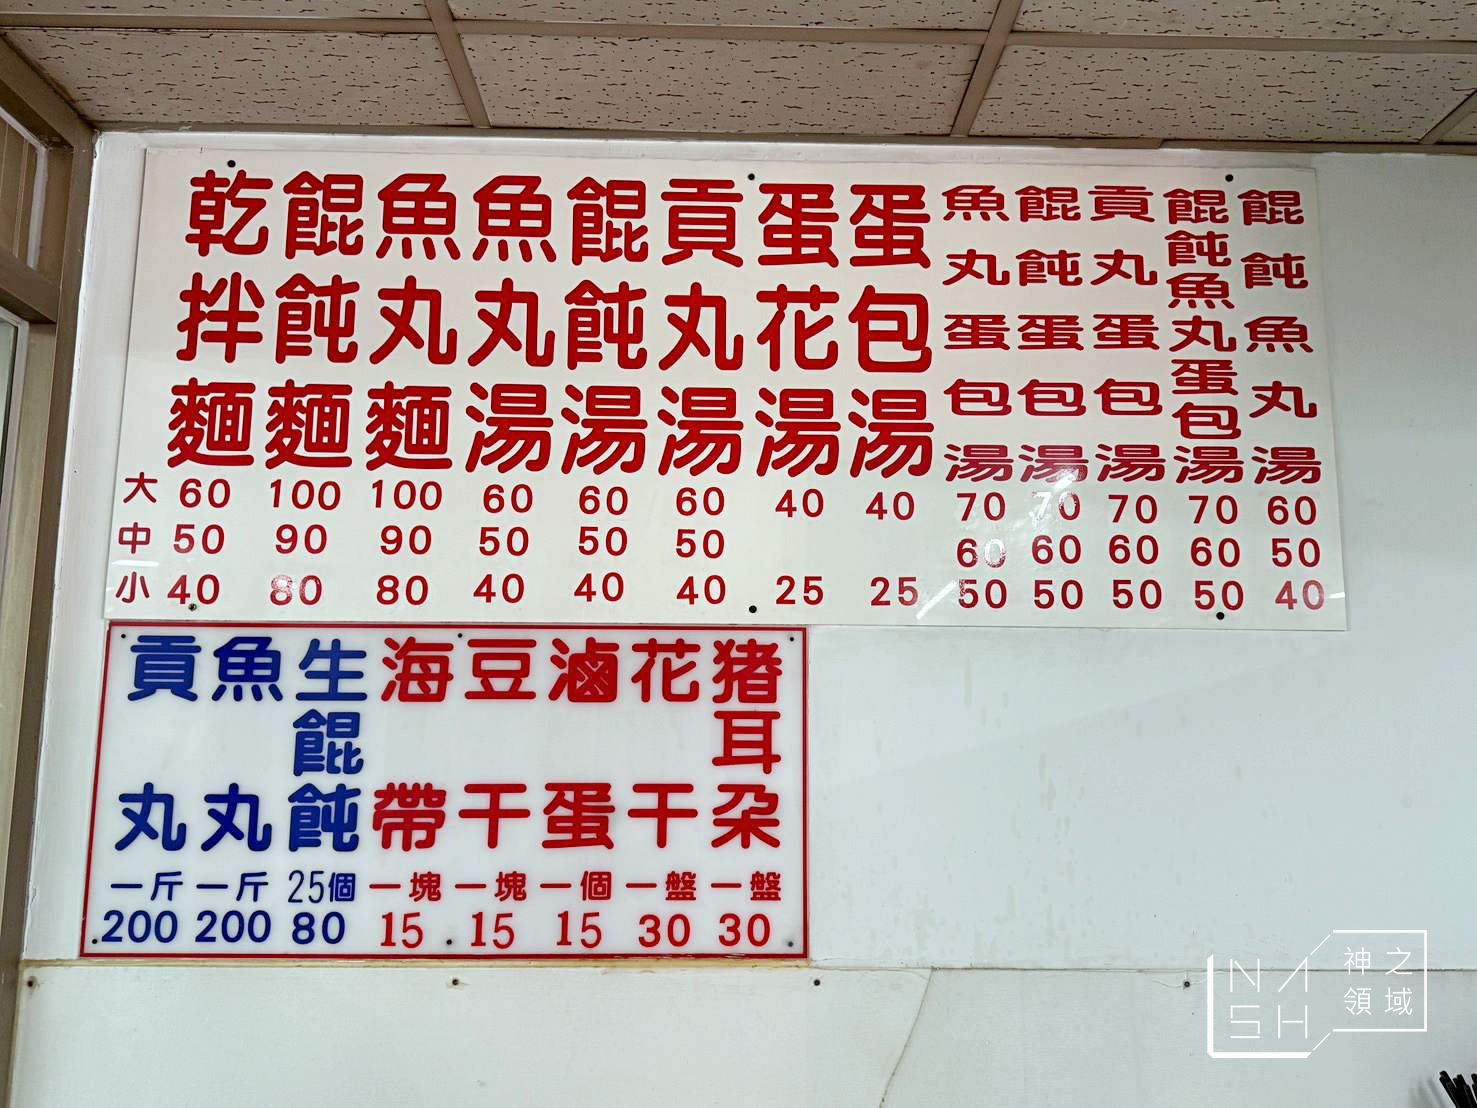 乾拌麵
餛飩麵
魚丸麵
魚丸湯
餛飩湯
貢丸湯
蛋花湯
蛋包湯
魚丸蛋包湯
餛飩蛋包湯
貢丸蛋包湯
餛飩魚丸蛋包湯
餛飩魚丸湯
大 60 100 100 60 60 60 40 40 70 70 70 70 60
中 50 90 90 50 50 50 60 60 60 60 50
小 40 80 80 40 40 40 25 25 50 50 50 50 40
貢丸 一斤 200
魚丸 一斤 200
生餛飩 25個 80
海帶 一塊 15
豆干 一塊 15
滷蛋 一個 15
花干 一盤 30
猪耳朶 一盤 30
NASH
神之
領域